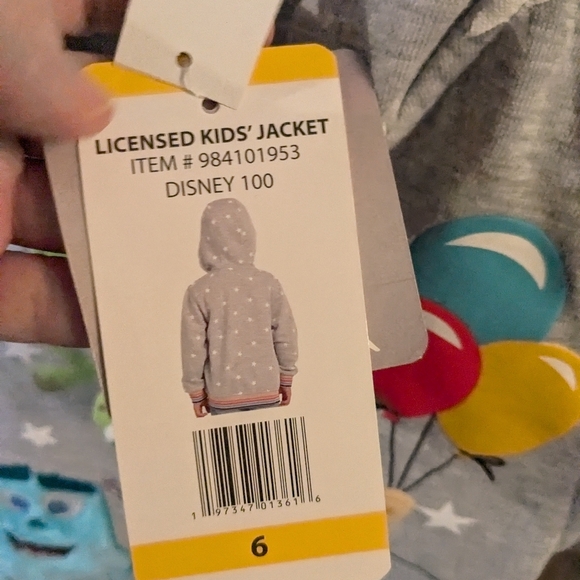 LICENSED KIDS' JACKET
ITEM # 984101953
DISNEY 100
1 97347 01361 6
6